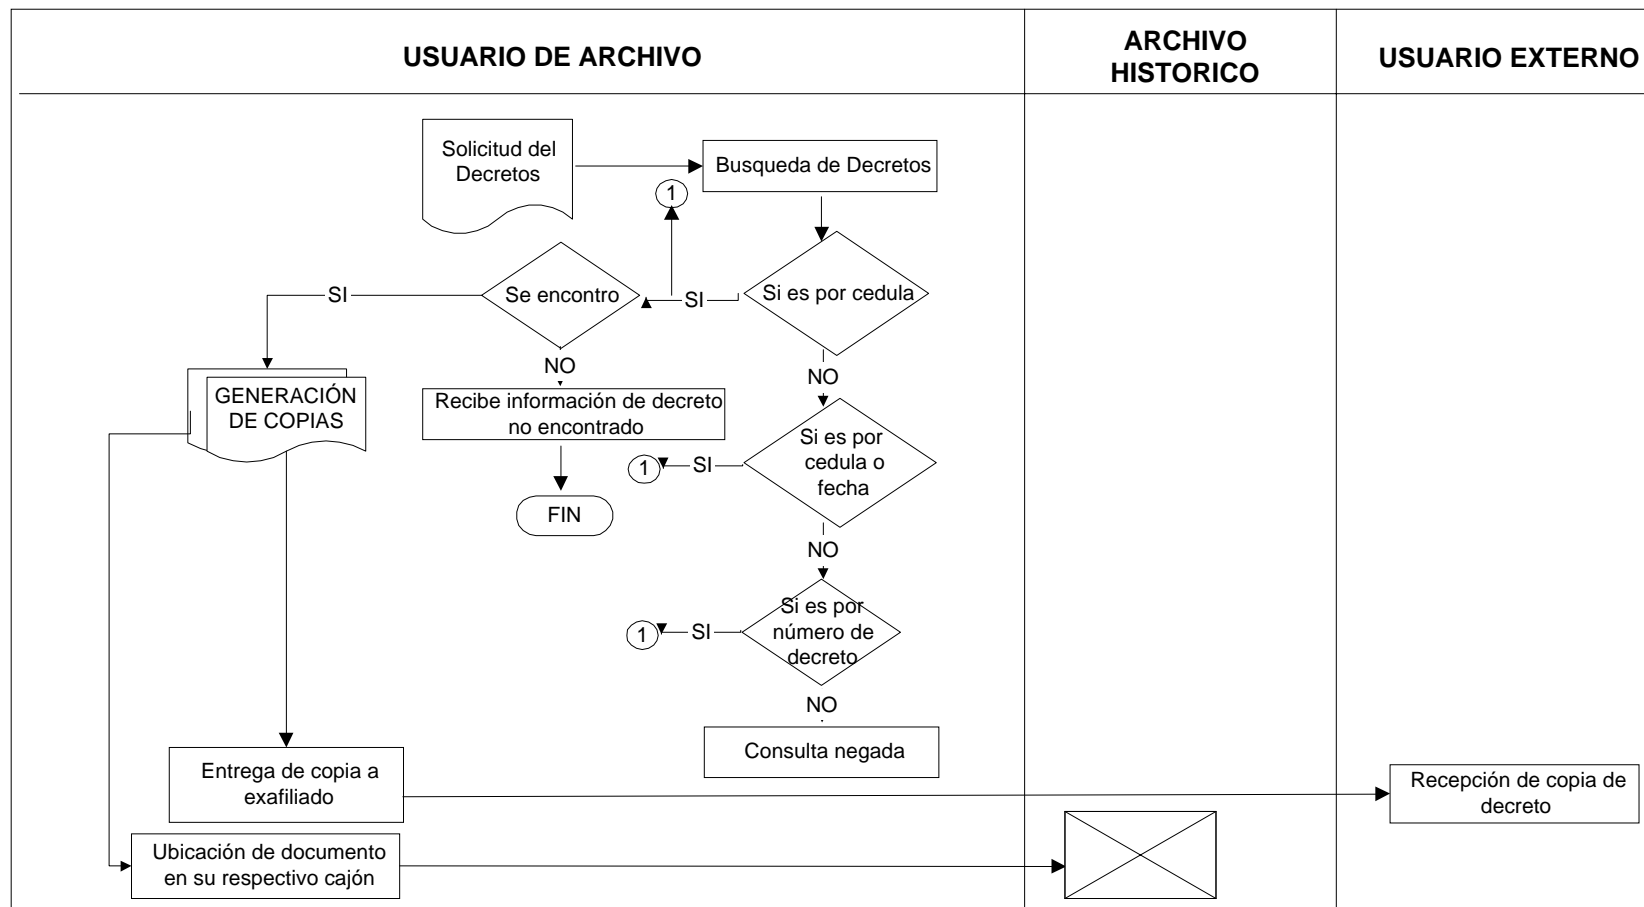 USUARIO DE ARCHIVO
ARCHIVO
HISTORICO
USUARIO EXTERNO
Solicitud del
Decretos
Busqueda de Decretos
1
Si es por cedula
SI
Se encontro
SI
NO
NO
GENERACIÓN
DE COPIAS
Recibe información de decreto
no encontrado
Si es por
cedula o
fecha
SI
1
FIN
NO
Si es por
número de
decreto
SI
1
NO
Consulta negada
Entrega de copia a
exafiliado
Recepción de copia de
decreto
Ubicación de documento
en su respectivo cajón